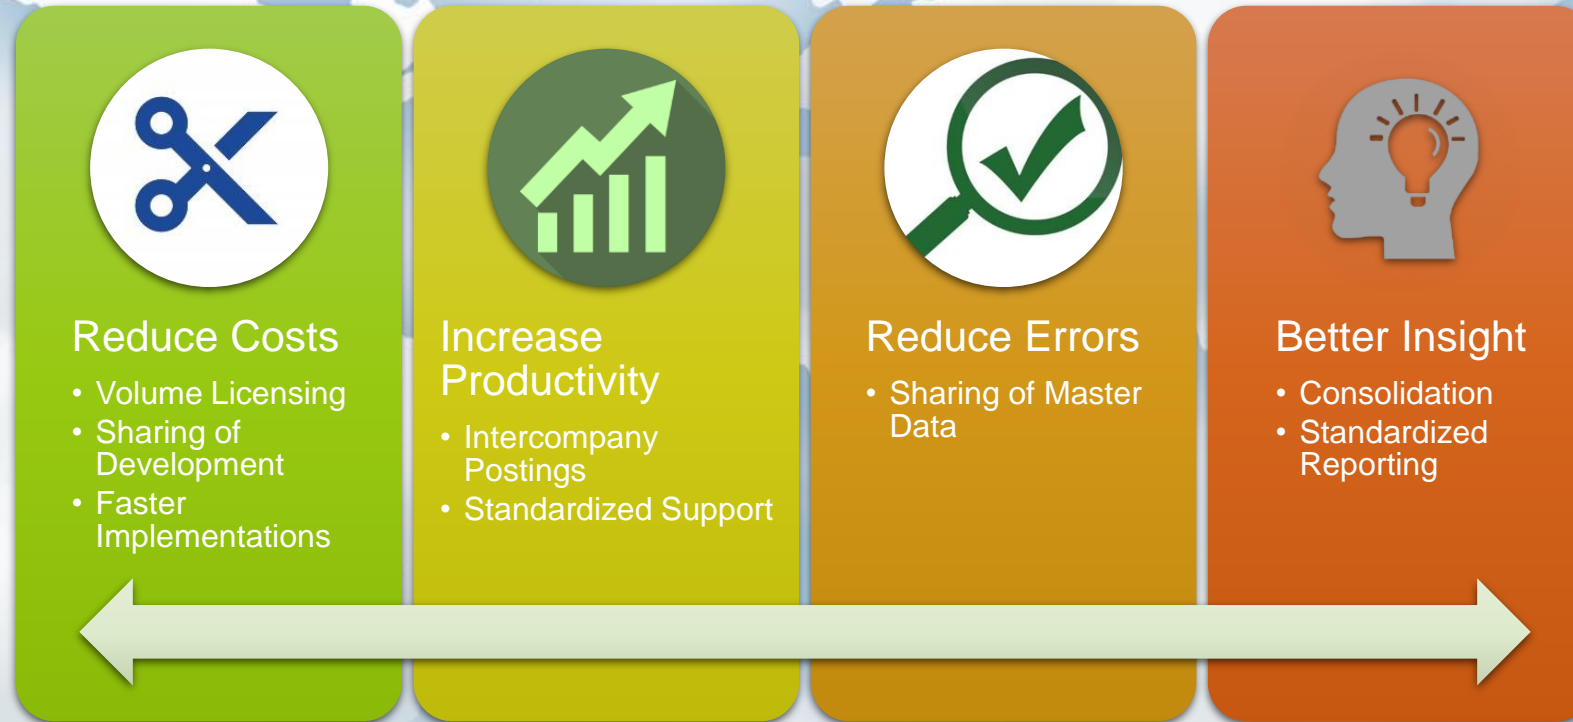 Reduce Costs
• Volume Licensing
• Sharing of
Development
• Faster
Implementations
Increase
Productivity
• Intercompany
Postings
• Standardized Support
Reduce Errors
• Sharing of Master
Data
Better Insight
• Consolidation
• Standardized
Reporting